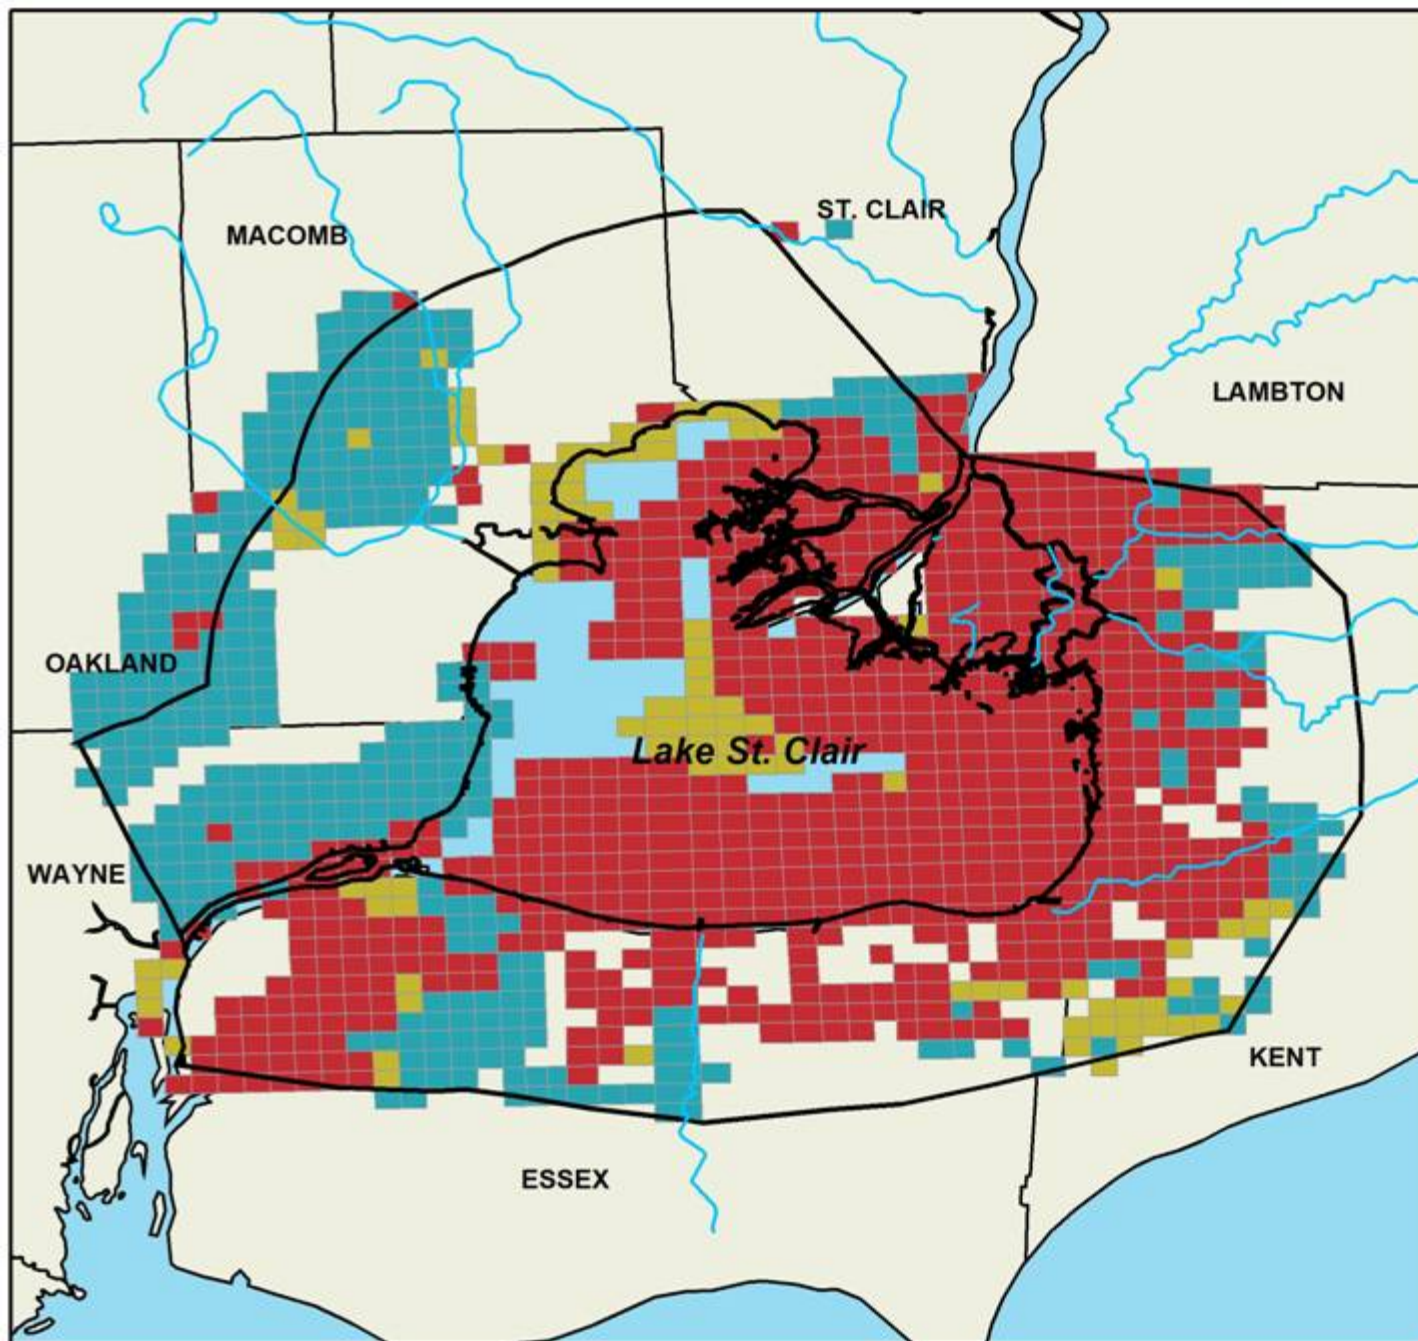 ST. CLAIR
MACOMB
LAMBTON
OAKLAND
Lake St. Clair
WAYNE
KENT
ESSEX